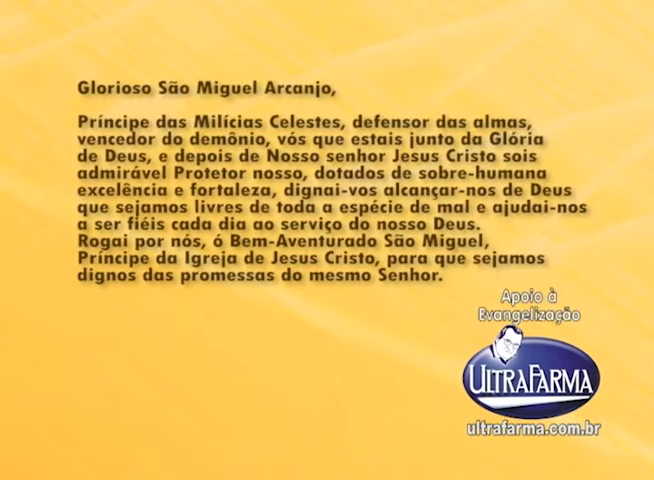 Glorioso São Miguel Arcanjo,
Príncipe das Milícias Celestes, defensor das almas,
vencedor do demônio, vós que estais junto da Glória
de Deus, e depois de Nosso senhor Jesus Cristo sois
admirável Protetor nosso, dotados de sobre-humana
excelência e fortaleza, dignai-vos alcançar-nos de Deus
que sejamos livres de toda a espécie de mal e ajudai-nos
a ser fiéis cada dia ao serviço do nosso Deus.
Rogai por nós, ó Bem-Aventurado São Miguel,
Príncipe da Igreja de Jesus Cristo, para que sejamos
dignos das promessas do mesmo Senhor.
Apoio à
Evangelização
ULTRAFARMA
ultrafarma.com.br